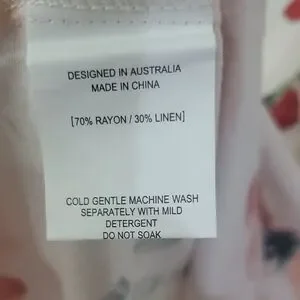 DESIGNED IN AUSTRALIA
MADE IN CHINA
[70% RAYON / 30% LINEN]
COLD GENTLE MACHINE WASH
SEPARATELY WITH MILD
DETERGENT
DO NOT SOAK